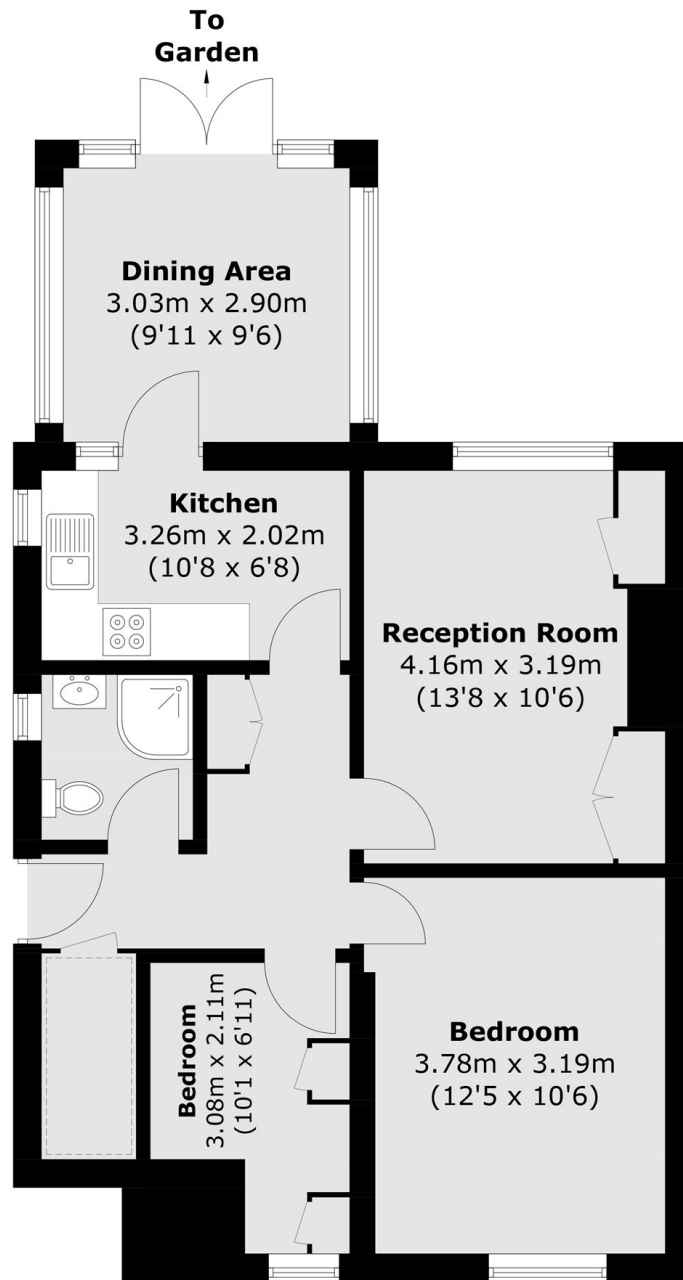 To
Garden
Dining Area
3.03m x 2.90m
(9'11 x 9'6)
Kitchen
3.26m x 2.02m
(10'8 x 6'8)
Reception Room
4.16m x 3.19m
(13'8 x 10'6)
Bedroom
3.08m x 2.11m
(10'1 x 6'11)
Bedroom
3.78m x 3.19m
(12'5 x 10'6)